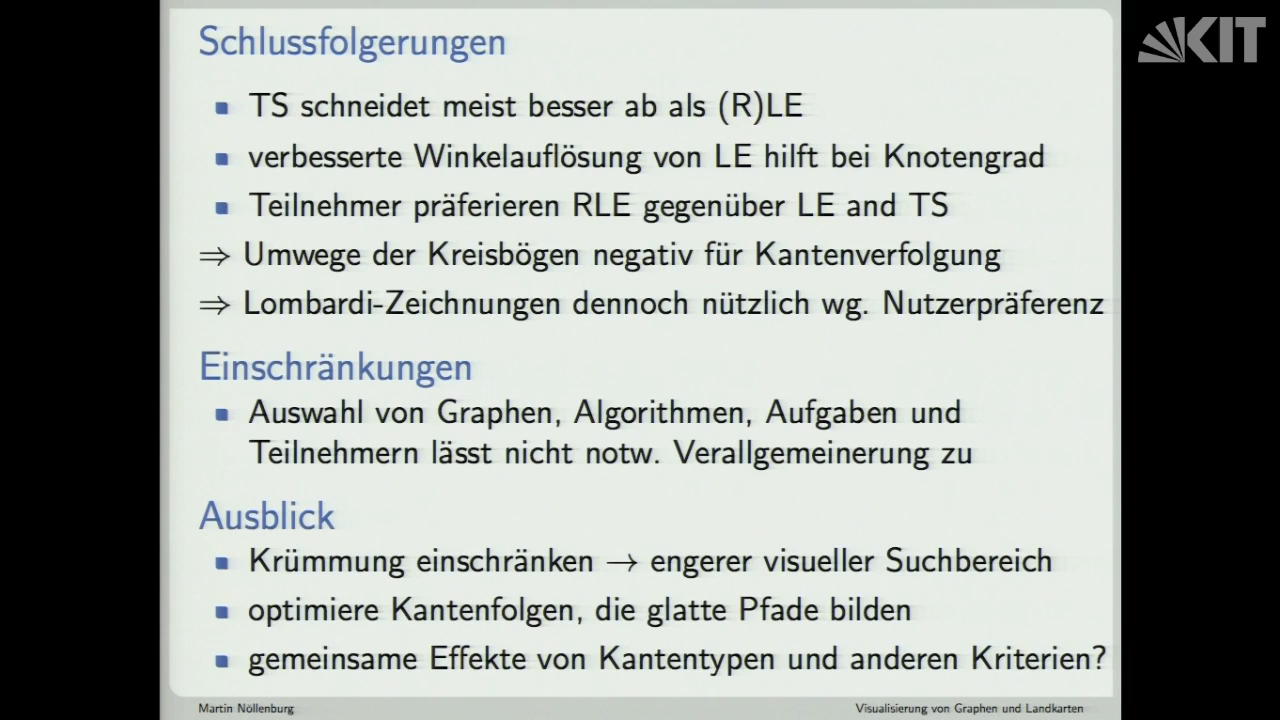 Schlussfolgerungen
TS schneidet meist besser ab als (R)LE
verbesserte Winkelauflösung von LE hilft bei Knotengrad
Teilnehmer präferieren RLE gegenüber LE and TS
⇒ Umwege der Kreisbögen negativ für Kantenverfolgung
⇒ Lombardi-Zeichnungen dennoch nützlich wg. Nutzerpräferenz
Einschränkungen
Auswahl von Graphen, Algorithmen, Aufgaben und
Teilnehmern lässt nicht notw. Verallgemeinerung zu
Ausblick
Krümmung einschränken → engerer visueller Suchbereich
optimiere Kantenfolgen, die glatte Pfade bilden
gemeinsame Effekte von Kantentypen und anderen Kriterien?
Martin Nöllenburg
Visualisierung von Graphen und Landkarten
KIT